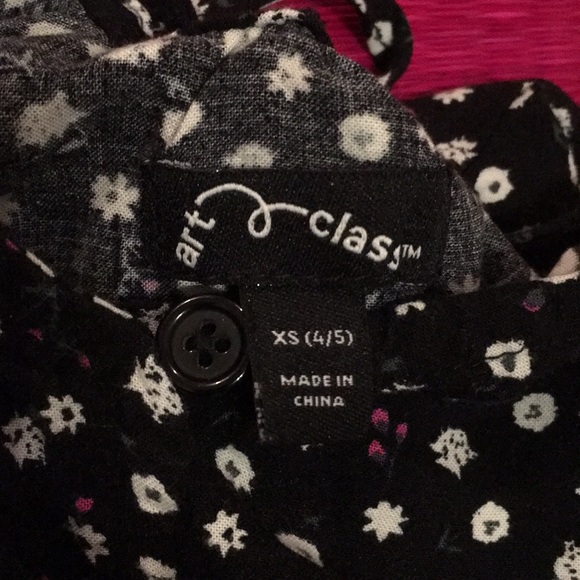 art class™
XS (4/5)
MADE IN
CHINA